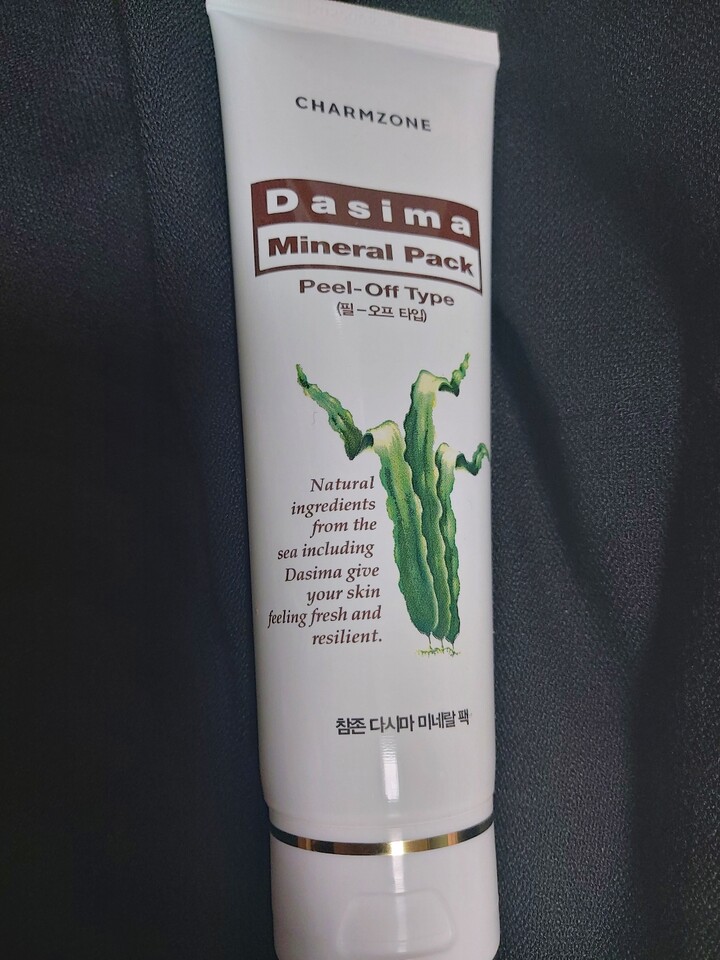 CHARMZONE
Dasima
Mineral Pack
Peel-Off Type
(필-오프 타입)
Natural
ingredients
from the
sea including
Dasima give
your skin
feeling fresh and
resilient.
참존 다시마 미네랄 팩